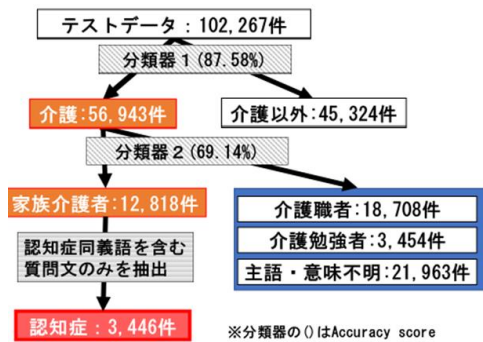 テストデータ：102,267件
分類器１(87.58%)
介護:56,943件
介護以外:45,324件
分類器２(69.14%)
家族介護者:12,818件
介護職者:18,708件
介護勉強者:3,454件
主語・意味不明:21,963件
認知症同義語を含む
質問文のみを抽出
認知症：3,446件
※分類器の()はAccuracy score